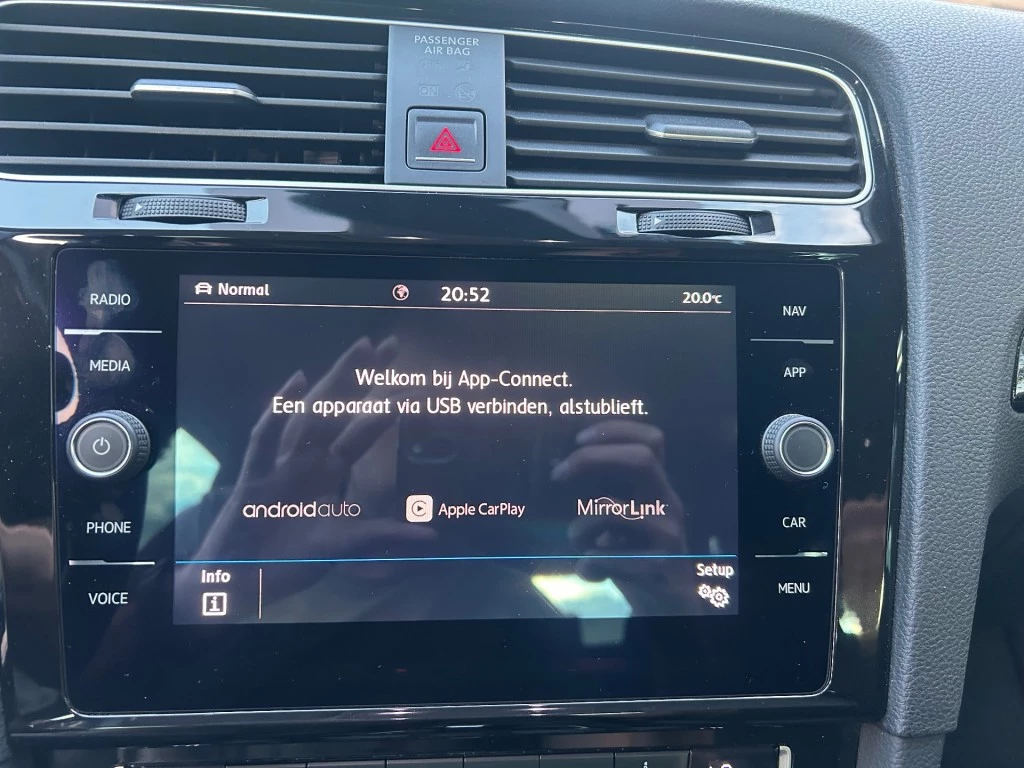 PASSENGER
AIR BAG
ON
RADIO
MEDIA
PHONE
VOICE
Normal
20:52
20.0°C
Welkom bij App-Connect.
Een apparaat via USB verbinden, alstublieft.
androidauto
Apple CarPlay
MirrorLink
Info
Setup
NAV
APP
CAR
MENU